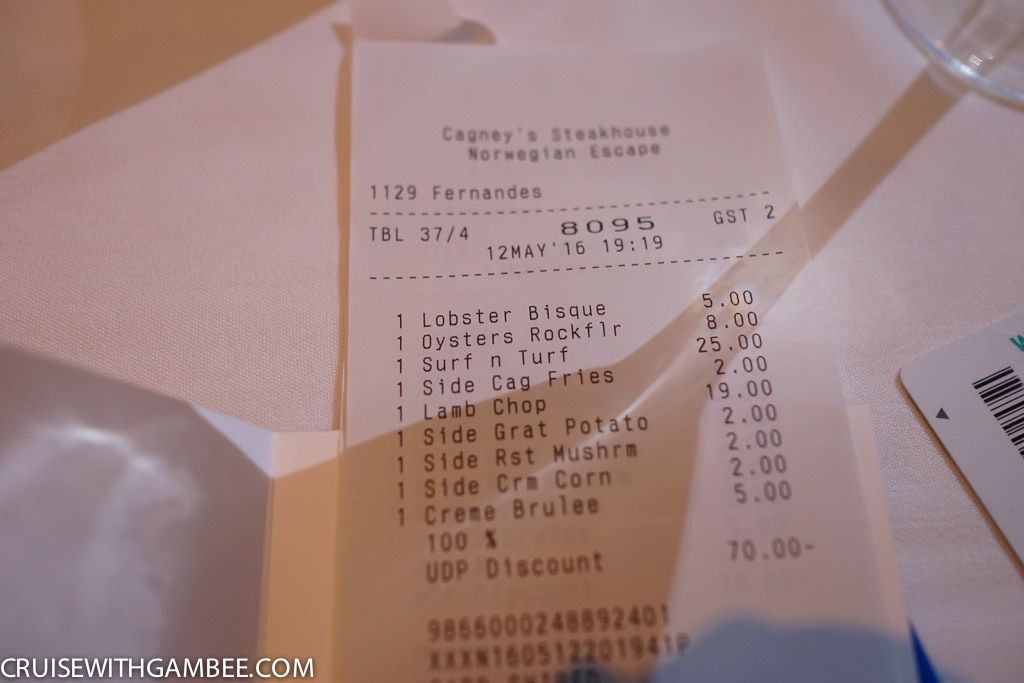 Cagney's Steakhouse
Norwegian Escape
1129 Fernandes
TBL 37/4 8095 GST 2
12MAY'16 19:19
1 Lobster Bisque 5.00
1 Oysters Rockflr 8.00
1 Surf n Turf 25.00
1 Side Cag Fries 2.00
1 Lamb Chop 19.00
1 Side Grat Potato 2.00
1 Side Rst Mushrm 2.00
1 Side Crm Corn 2.00
1 Creme Brulee 5.00
100 %
UDP Discount 70.00-
9866000248892401
XXXN160512201941P
CRUISEWITHGAMBEE.COM